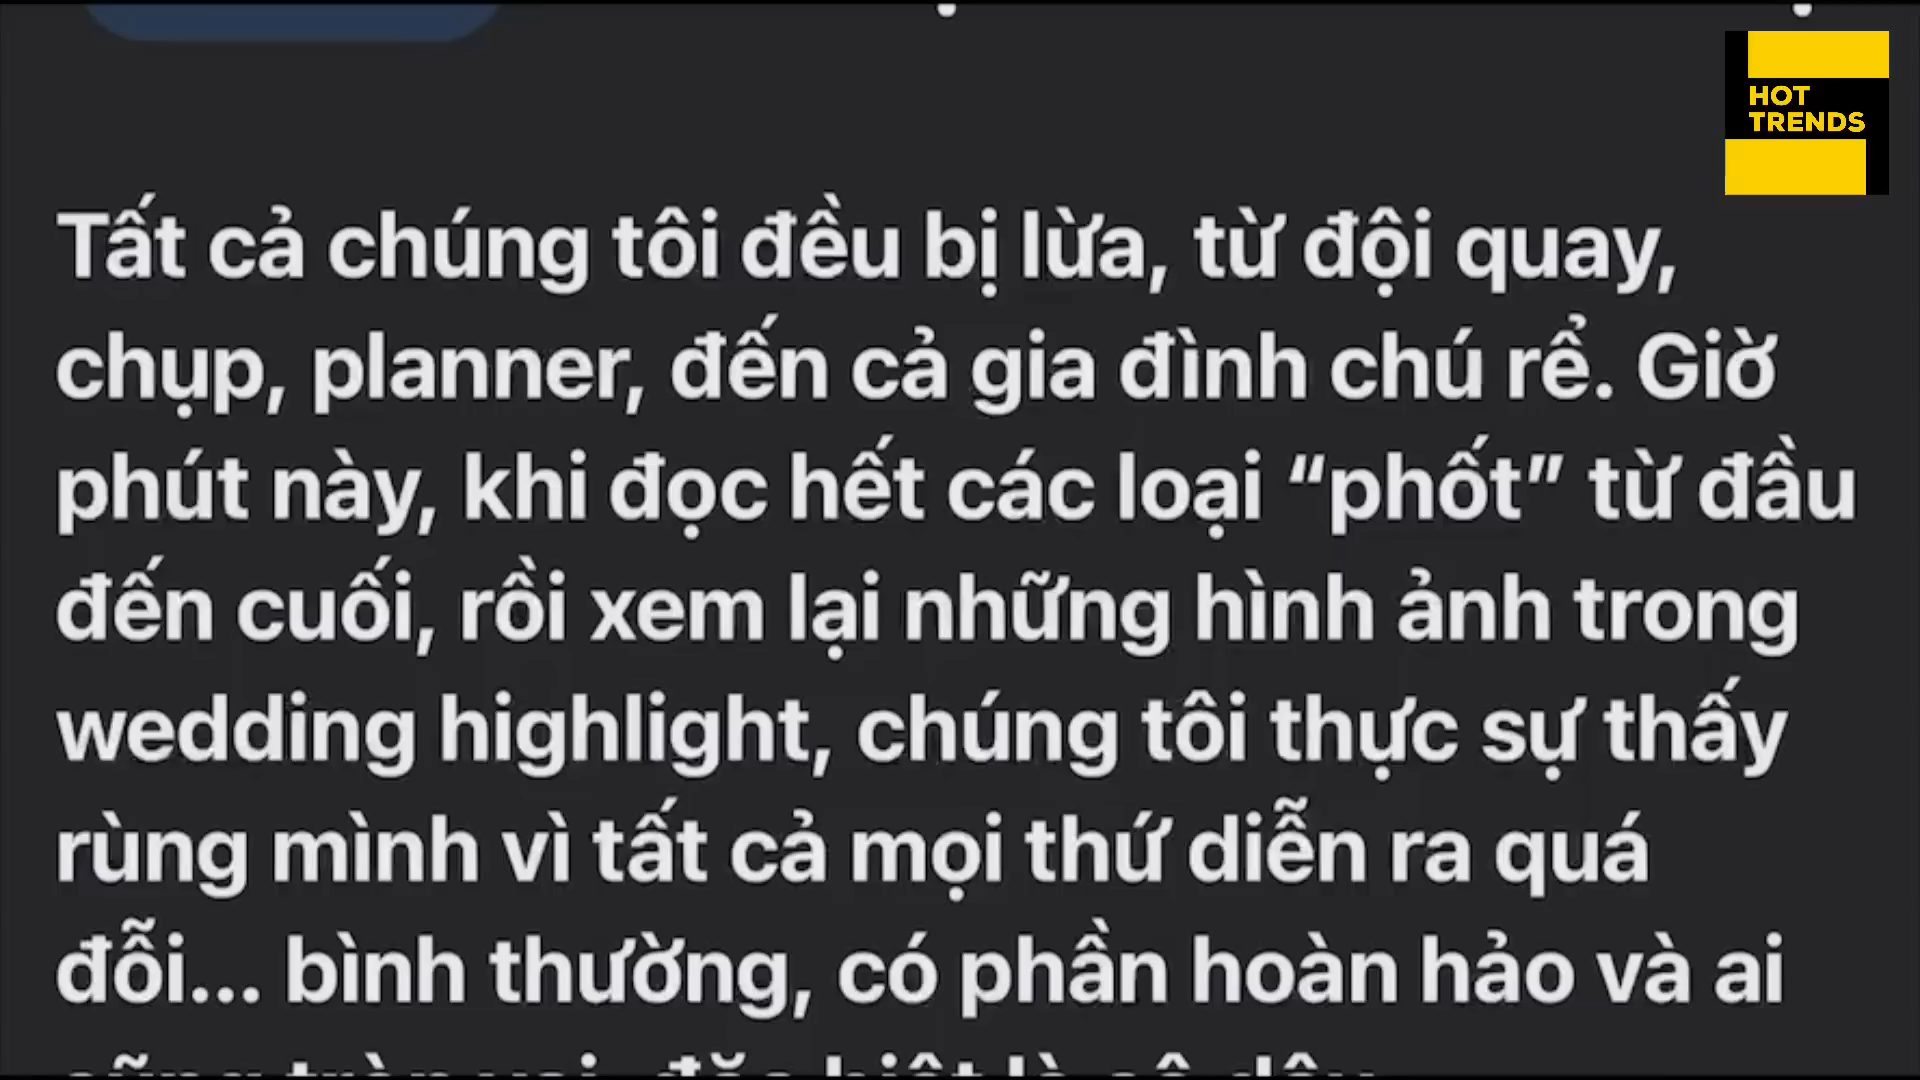 HOT
TRENDS
Tất cả chúng tôi đều bị lừa, từ đội quay,
chụp, planner, đến cả gia đình chú rể. Giờ
phút này, khi đọc hết các loại “phốt” từ đầu
đến cuối, rồi xem lại những hình ảnh trong
wedding highlight, chúng tôi thực sự thấy
rùng mình vì tất cả mọi thứ diễn ra quá
đỗi... bình thường, có phần hoàn hảo và ai